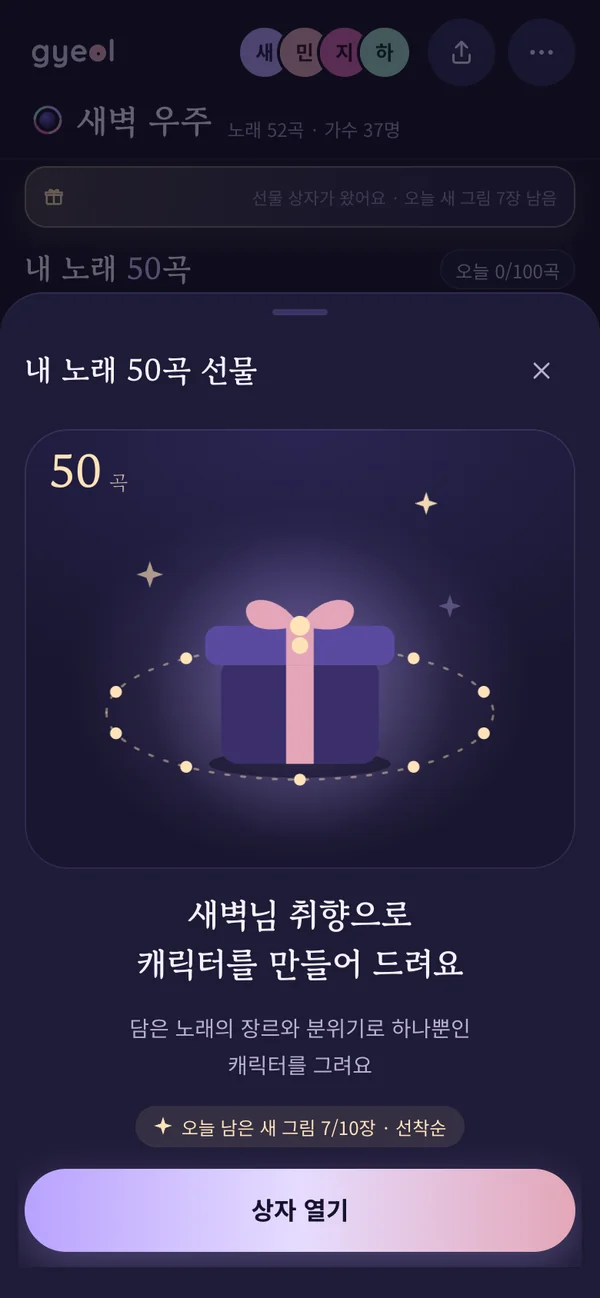 gyeol
새 민 지 하
새벽 우주 노래 52곡 · 가수 37명
선물 상자가 왔어요 · 오늘 새 그림 7장 남음
내 노래 50곡 오늘 0/100곡
내 노래 50곡 선물
50 곡
새벽님 취향으로
캐릭터를 만들어 드려요
담은 노래의 장르와 분위기로 하나뿐인
캐릭터를 그려요
오늘 남은 새 그림 7/10장 · 선착순
상자 열기